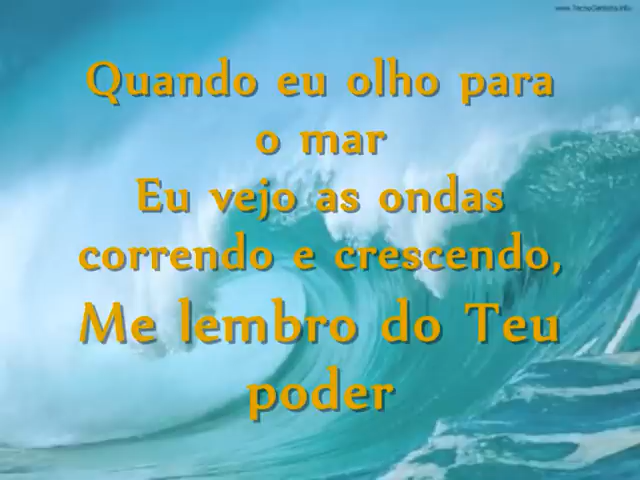 Quando eu olho para
o mar
Eu vejo as ondas
correndo e crescendo,
Me lembro do Teu
poder